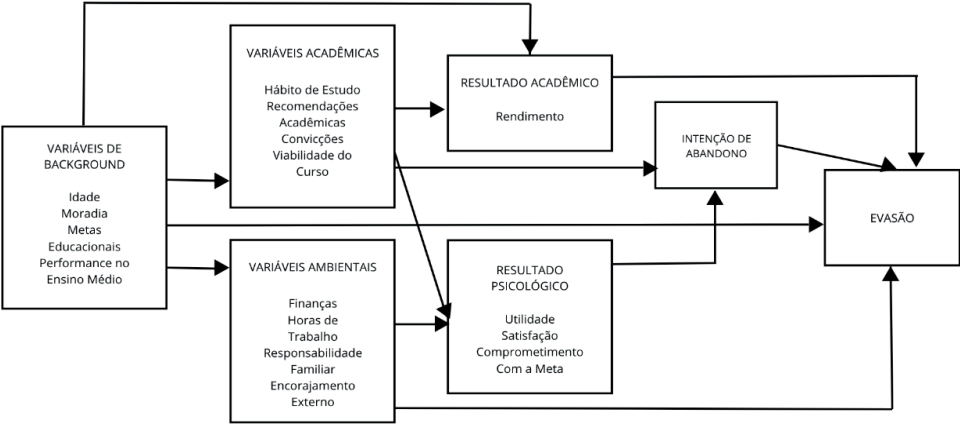 VARIÁVEIS DE
BACKGROUND
Idade
Moradia
Metas
Educacionais
Performance no
Ensino Médio
VARIÁVEIS ACADÊMICAS
Hábito de Estudo
Recomendações
Acadêmicas
Convicções
Viabilidade do
Curso
VARIÁVEIS AMBIENTAIS
Finanças
Horas de
Trabalho
Responsabilidade
Familiar
Encorajamento
Externo
RESULTADO ACADÊMICO
Rendimento
RESULTADO
PSICOLÓGICO
Utilidade
Satisfação
Comprometimento
Com a Meta
INTENÇÃO DE
ABANDONO
EVASÃO